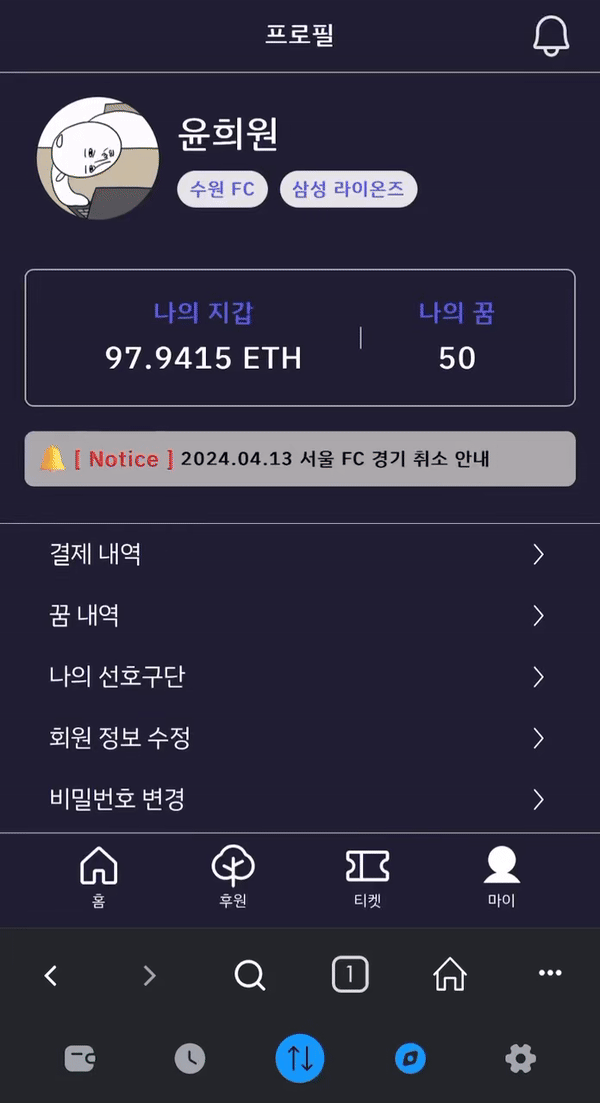 프로필
윤희원
수원 FC 삼성 라이온즈
나의 지갑 나의 꿈
97.9415 ETH 50
[ Notice ] 2024.04.13 서울 FC 경기 취소 안내
결제 내역
꿈 내역
나의 선호구단
회원 정보 수정
비밀번호 변경
홈 후원 티켓 마이
1